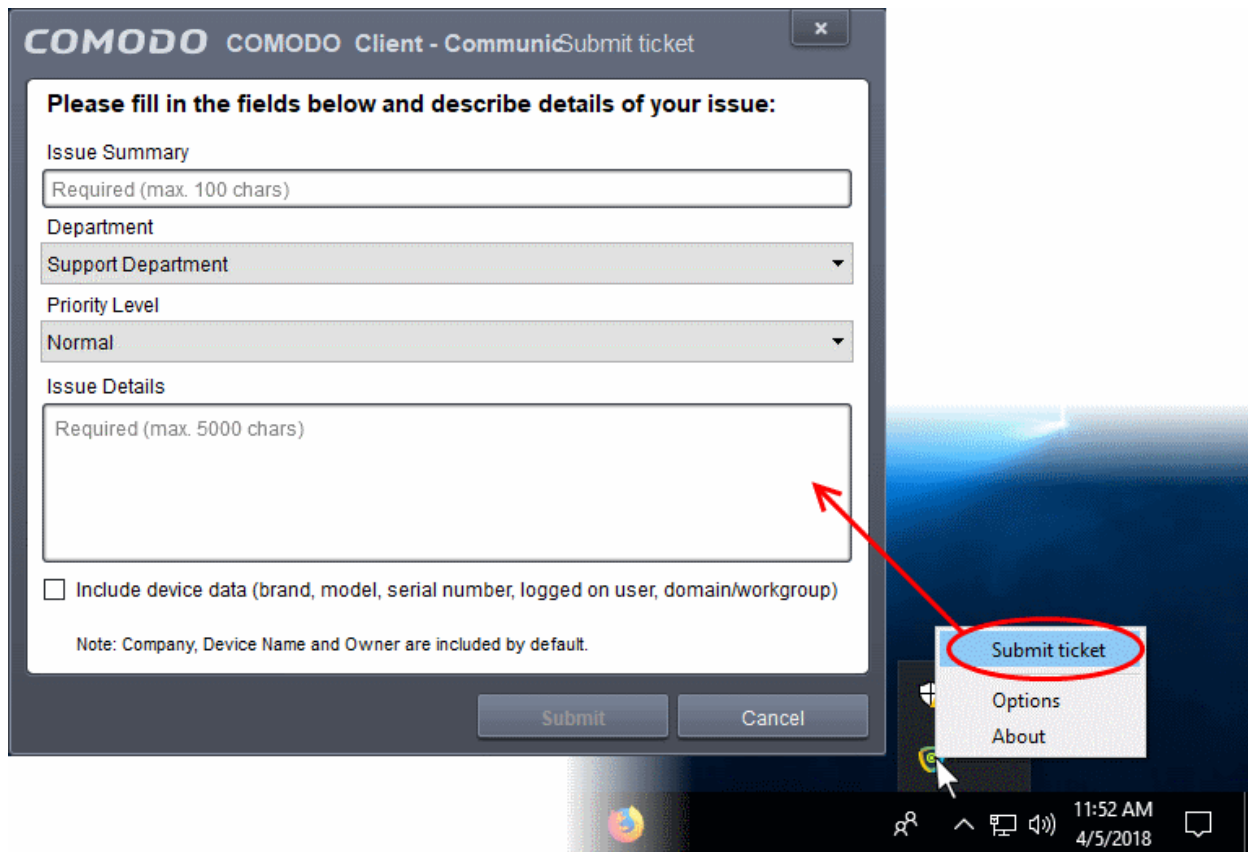 COMODO COMODO Client - CommunicSubmit ticket
Please fill in the fields below and describe details of your issue:
Issue Summary
Required (max. 100 chars)
Department
Support Department
Priority Level
Normal
Issue Details
Required (max. 5000 chars)
Include device data (brand, model, serial number, logged on user, domain/workgroup)
Note: Company, Device Name and Owner are included by default.
Submit Cancel
Submit ticket
Options
About
11:52 AM
4/5/2018